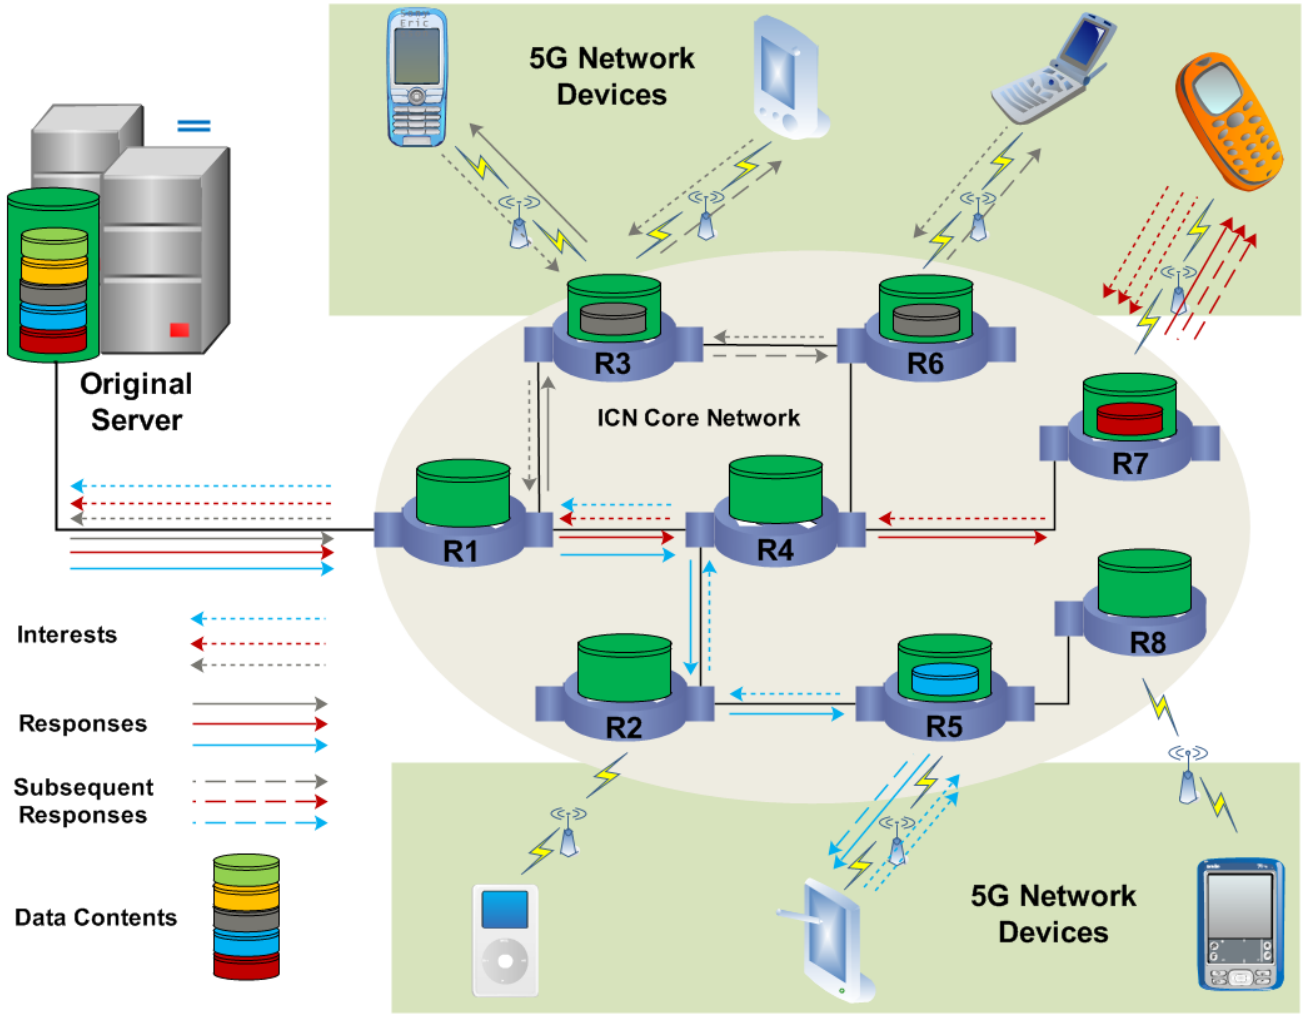 Eric
5G Network
Devices
Original
Server
R3
R6
ICN Core Network
R7
R1
R4
R8
Interests
R2
R5
Responses
Subsequent
Responses
Data Contents
5G Network
Devices